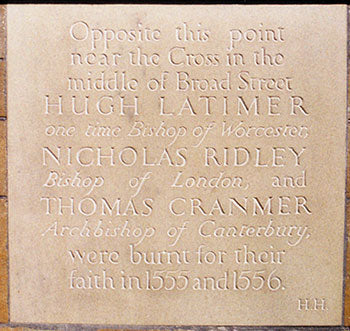 Opposite this point
near the Cross in the
middle of Broad Street
HUGH LATIMER
one time Bishop of Worcester,
NICHOLAS RIDLEY
Bishop of London, and
THOMAS CRANMER
Archbishop of Canterbury,
were burnt for their
faith in 1555 and 1556.
H.H.